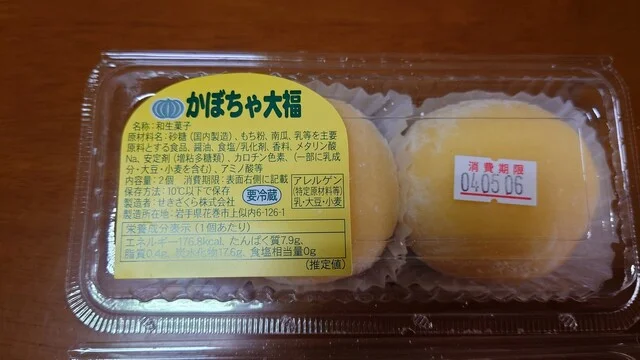 かぼちゃ大福
名称:和生菓子
原材料名:砂糖(国内製造)、もち粉、南瓜、乳等を主要
原料とする食品、醤油、食塩/乳化剤、香料、メタリン酸
Na、安定剤(増粘多糖類)、カロチン色素、(一部に乳成
分・大豆・小麦を含む)、アミノ酸等
内容量:2個 消費期限:表面右側に記載
保存方法:10℃以下で保存
製造者:せきざくら株式会社
製造所在地:岩手県花巻市上似内6-126-1
要冷蔵
アレルゲン
(特定原材料等)
乳・大豆・小麦
栄養成分表示(1個あたり)
エネルギー176.8kcal、たんぱく質7.9g、
脂質0.4g、炭水化物17.6g、食塩相当量0g
(推定値)
消費期限
04.05.06